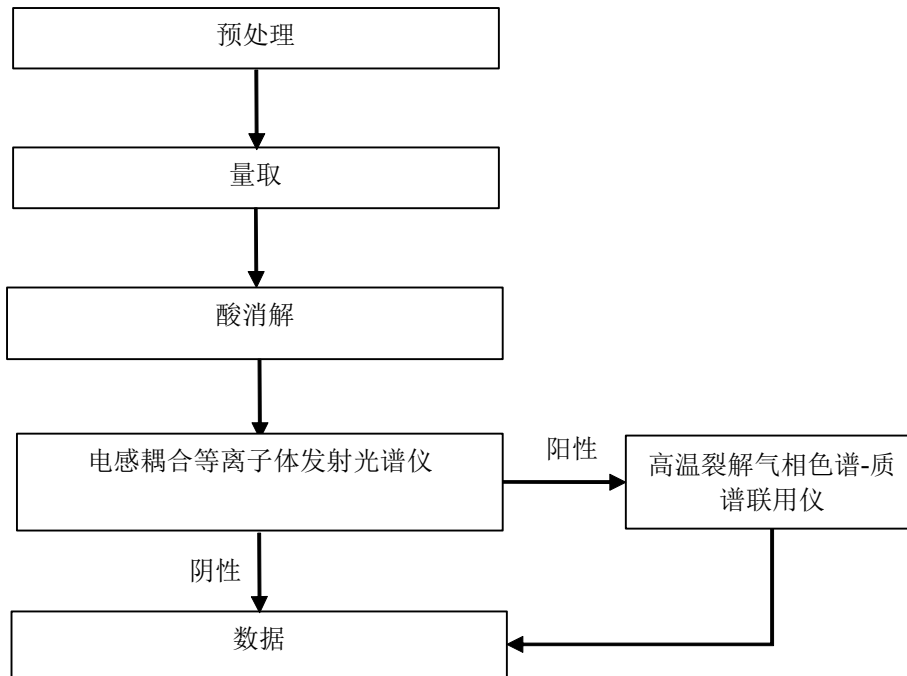 预处理
量取
酸消解
电感耦合等离子体发射光谱仪
阳性
高温裂解气相色谱-质
谱联用仪
阴性
数据